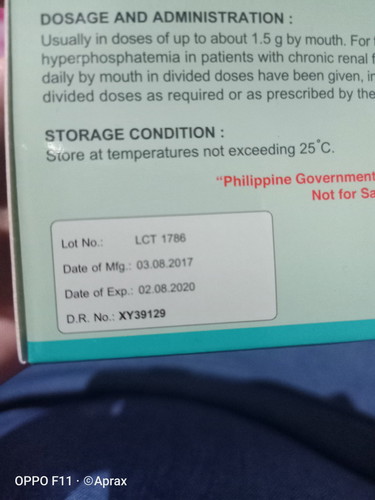 DOSAGE AND ADMINISTRATION :
Usually in doses of up to about 1.5 g by mouth. For
hyperphosphatemia in patients with chronic renal
daily by mouth in divided doses have been given,
divided doses as required or as prescribed by the
STORAGE CONDITION :
Store at temperatures not exceeding 25°C.
"Philippine Government
Not for
Lot No.: LCT 1786
Date of Mfg.: 03.08.2017
Date of Exp.: 02.08.2020
D.R. No.: XY39129
OPPO F11 · ©Aprax